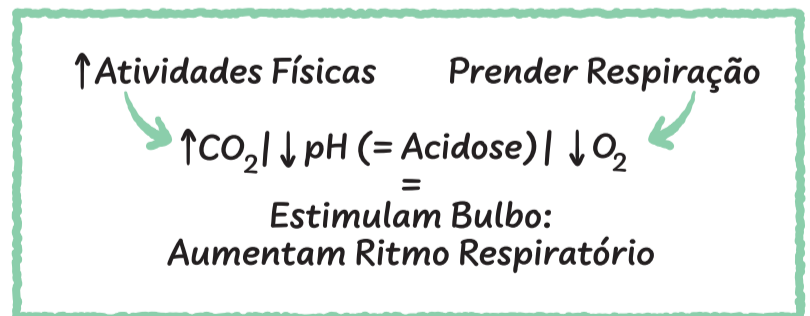 ↑Atividades Físicas Prender Respiração
↑CO₂| ↓pH (= Acidose)| ↓O₂
=
Estimulam Bulbo:
Aumentam Ritmo Respiratório